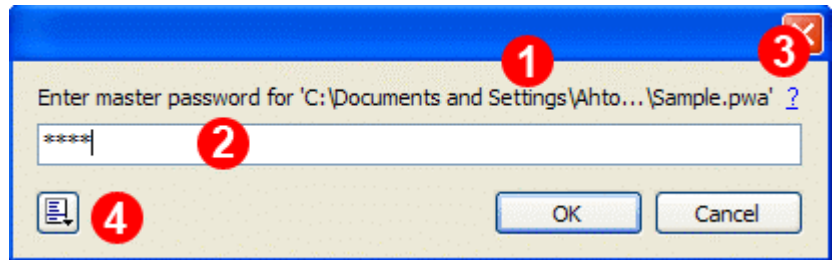 1
3
Enter master password for 'C:\Documents and Settings\Ahto...\Sample.pwa' ?
**** 2
4 OK Cancel